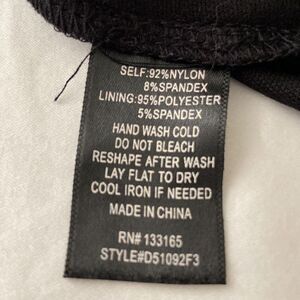 SELF:92%NYLON
8%SPANDEX
LINING:95%POLYESTER
5%SPANDEX
HAND WASH COLD
DO NOT BLEACH
RESHAPE AFTER WASH
LAY FLAT TO DRY
COOL IRON IF NEEDED
MADE IN CHINA
RN# 133165
STYLE#D51092F3